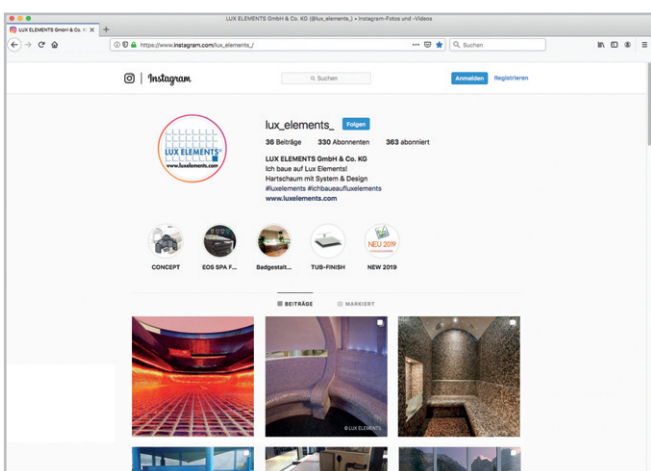 LUX ELEMENTS GmbH & Co. KG (@lux_elements_) • Instagram-Fotos und -Videos
LUX ELEMENTS GmbH & Co. K
https://www.instagram.com/lux_elements_/
Suchen
Instagram
Suchen
Anmelden Registrieren
LUX ELEMENTS®
www.luxelements.com
lux_elements_ Folgen
36 Beiträge 330 Abonnenten 363 abonniert
LUX ELEMENTS GmbH & Co. KG
Ich baue auf Lux Elements!
Hartschaum mit System & Design
#luxelements #ichbaueaufluxelements
www.luxelements.com
NEU 2019
CONCEPT EOS SPA F... Badgestalt... TUB-FINISH NEW 2019
BEITRÄGE MARKIERT
© LUX ELEMENTS